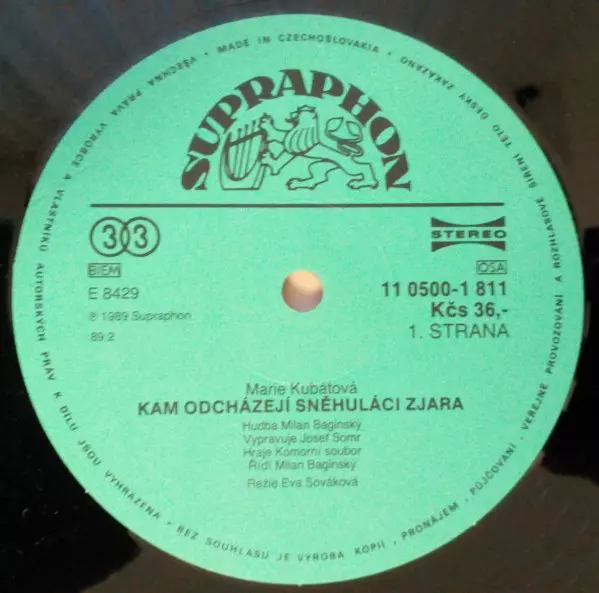 VŠECHNA PRÁVA VÝROBCE A VLASTNÍKŮ AUTORSKÝCH PRÁV K DÍLU JSOU VYHRAZENA • BEZ SOUHLASU JE VÝROBA KOPIÍ, PRONÁJEM, PŮJČOVÁNÍ, VEŘEJNÉ PROVOZOVÁNÍ A ROZHLASOVÉ ŠÍŘENÍ TÉTO DESKY ZAKÁZÁNO • MADE IN CZECHOSLOVAKIA •
SUPRAPHON
33
STEREO
BIEM
OSA
E 8429
11 0500-1 811
℗ 1989 Supraphon
Kčs 36,-
89 2
1. STRANA
Marie Kubátová
KAM ODCHÁZEJÍ SNĚHULÁCI ZJARA
Hudba Milan Baginsky
Vypravuje Josef Somr
Hraje Komorní soubor
Řídí Milan Baginsky
Režie Eva Sováková